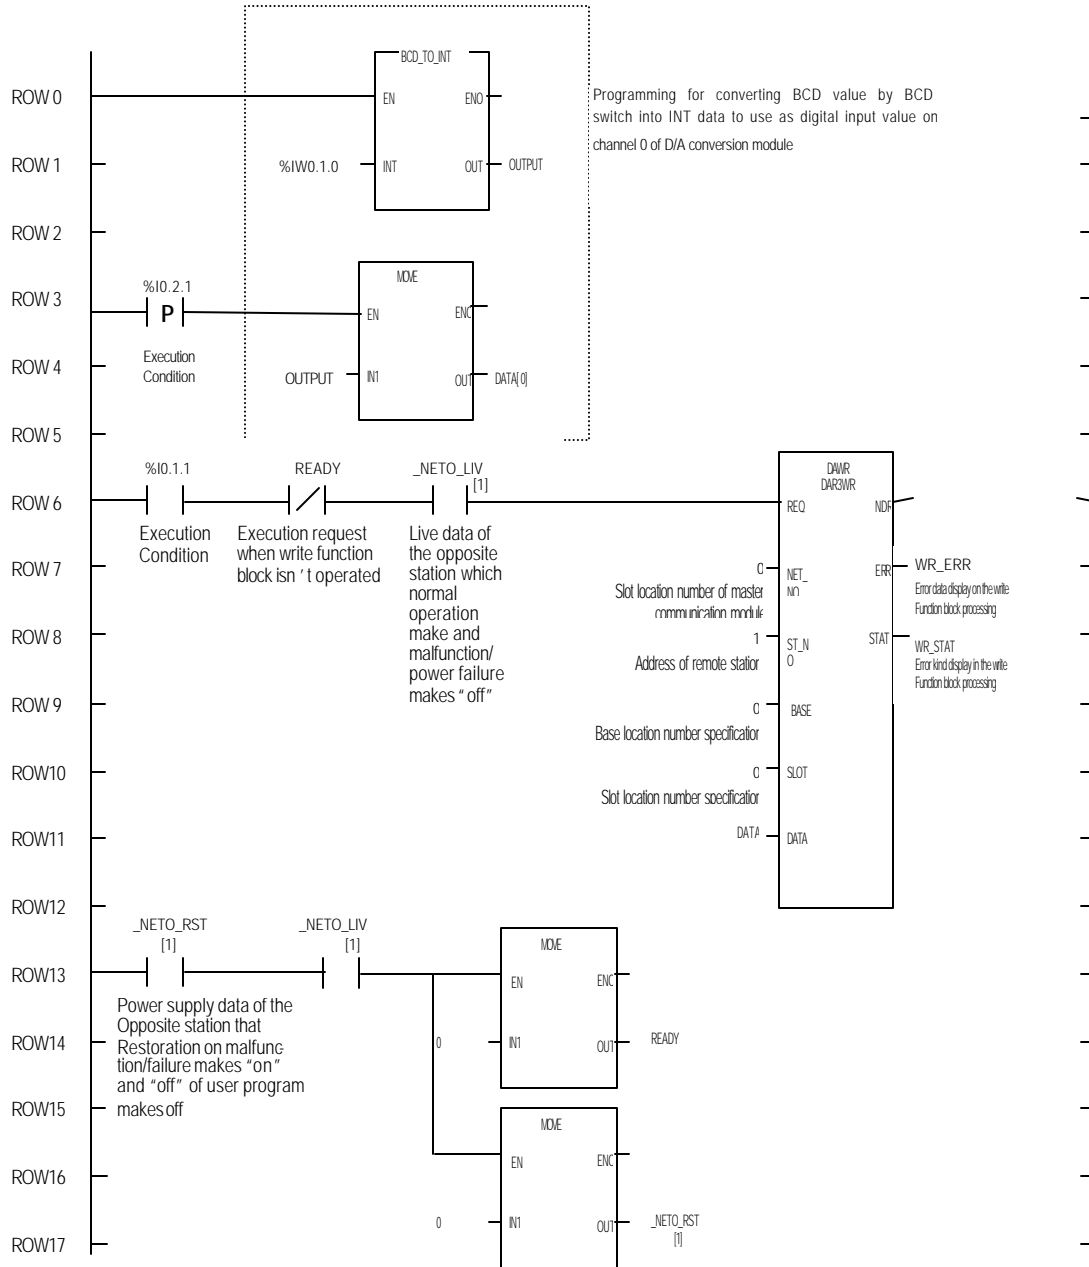 ROW 0
BCD_TO_INT
EN
ENO
Programming for converting BCD value by BCD
switch into INT data to use as digital input value on
channel 0 of D/A conversion module
ROW 1
%IW0.1.0
INT
OUT
OUTPUT
ROW 2
ROW 3
%I0.2.1
P
MOVE
EN
ENO
ROW 4
Execution
Condition
OUTPUT
IN1
OUT
DATA[0]
ROW 5
ROW 6
%I0.1.1
READY
_NETO_LIV
[1]
DAWR
DAR3WR
REQ
NDR
Execution
Condition
Execution request
when write function
block isn ' t operated
Live data of
the opposite
station which
normal
operation
make and
malfunction/
power failure
makes “ off ”
ROW 7
0
Slot location number of master
communication module
NET_
NO
ERR
WR_ERR
Error data display on the write
Function block processing
ROW 8
1
Address of remote station
ST_N
O
STAT
WR_STAT
Error kind display in the write
Function block processing
ROW 9
0
Base location number specification
BASE
ROW10
0
Slot location number specification
SLOT
ROW11
DATA
DATA
ROW12
_NETO_RST
[1]
_NETO_LIV
[1]
ROW13
MOVE
EN
ENO
Power supply data of the
Opposite station that
Restoration on malfunc-
tion/failure makes “on ”
and “off” of user program
makes off
ROW14
0
IN1
OUT
READY
ROW15
MOVE
ROW16
EN
ENO
ROW17
0
IN1
OUT
_NETO_RST
[1]